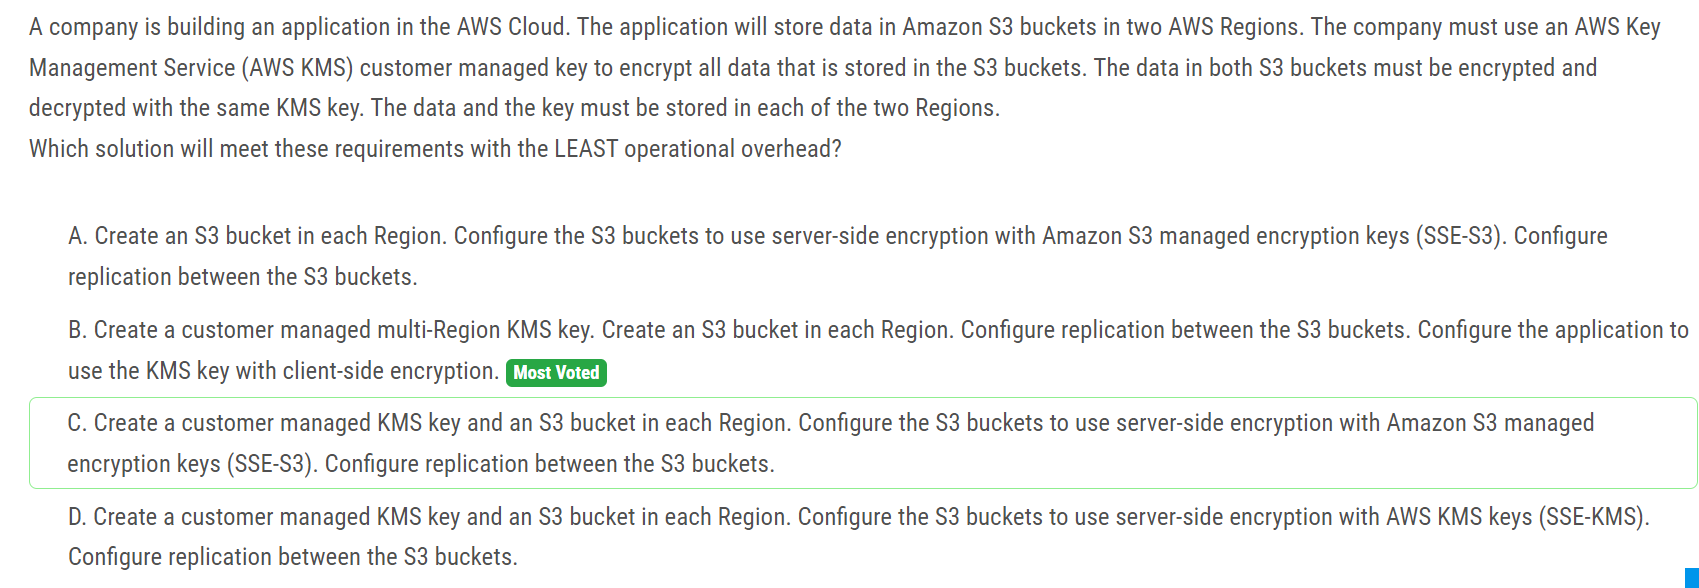 A company is building an application in the AWS Cloud. The application will store data in Amazon S3 buckets in two AWS Regions. The company must use an AWS Key
Management Service (AWS KMS) customer managed key to encrypt all data that is stored in the S3 buckets. The data in both S3 buckets must be encrypted and
decrypted with the same KMS key. The data and the key must be stored in each of the two Regions.
Which solution will meet these requirements with the LEAST operational overhead?
A. Create an S3 bucket in each Region. Configure the S3 buckets to use server-side encryption with Amazon S3 managed encryption keys (SSE-S3). Configure
replication between the S3 buckets.
B. Create a customer managed multi-Region KMS key. Create an S3 bucket in each Region. Configure replication between the S3 buckets. Configure the application to
use the KMS key with client-side encryption. Most Voted
C. Create a customer managed KMS key and an S3 bucket in each Region. Configure the S3 buckets to use server-side encryption with Amazon S3 managed
encryption keys (SSE-S3). Configure replication between the S3 buckets.
D. Create a customer managed KMS key and an S3 bucket in each Region. Configure the S3 buckets to use server-side encryption with AWS KMS keys (SSE-KMS).
Configure replication between the S3 buckets.